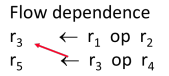 Flow dependence
r₃ ← r₁ op r₂
r₅ ← r₃ op r₄